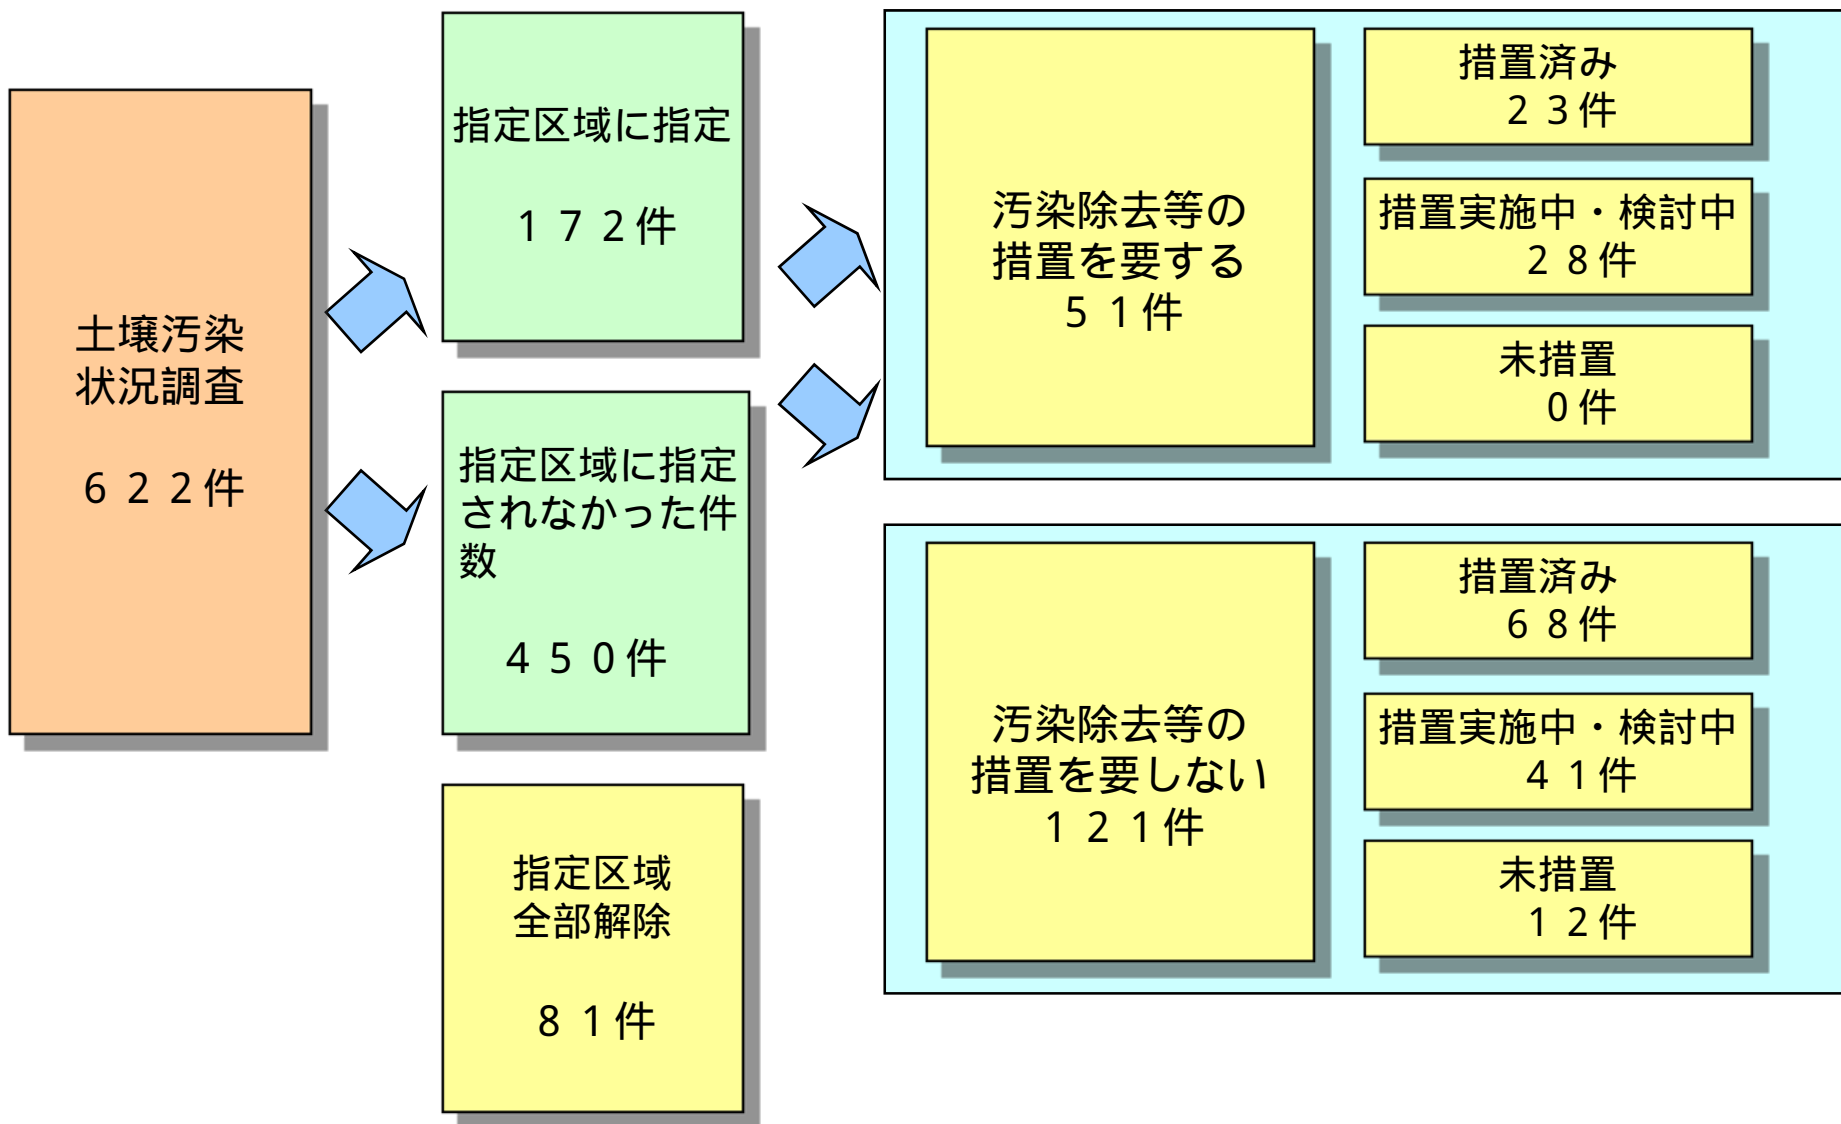 土壌汚染
状況調査
６２２件
指定区域に指定
１７２件
指定区域に指定
されなかった件
数
４５０件
指定区域
全部解除
８１件
汚染除去等の
措置を要する
５１件
措置済み
２３件
措置実施中・検討中
２８件
未措置
０件
汚染除去等の
措置を要しない
１２１件
措置済み
６８件
措置実施中・検討中
４１件
未措置
１２件